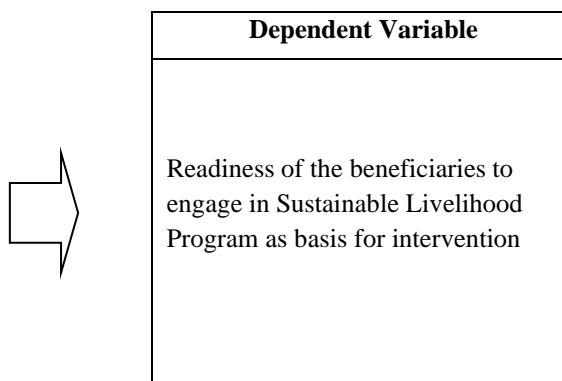 Dependent Variable
Readiness of the beneficiaries to
engage in Sustainable Livelihood
Program as basis for intervention